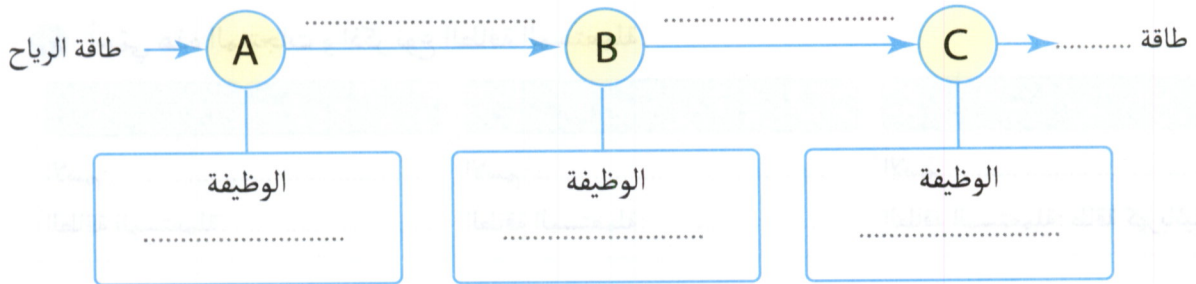 طاقة الرياح
A
B
C
طاقة ..........
الوظيفة
الوظيفة
الوظيفة